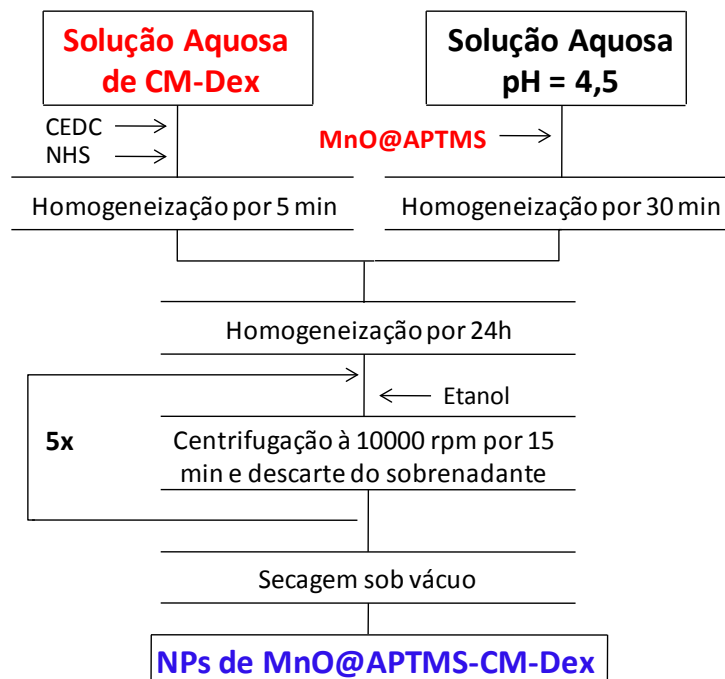 Solução Aquosa
de CM-Dex
Solução Aquosa
pH = 4,5
CEDC
NHS
MnO@APTMS
Homogeneização por 5 min
Homogeneização por 30 min
Homogeneização por 24h
Etanol
5x
Centrifugação à 10000 rpm por 15
min e descarte do sobrenadante
Secagem sob vácuo
NPs de MnO@APTMS-CM-Dex